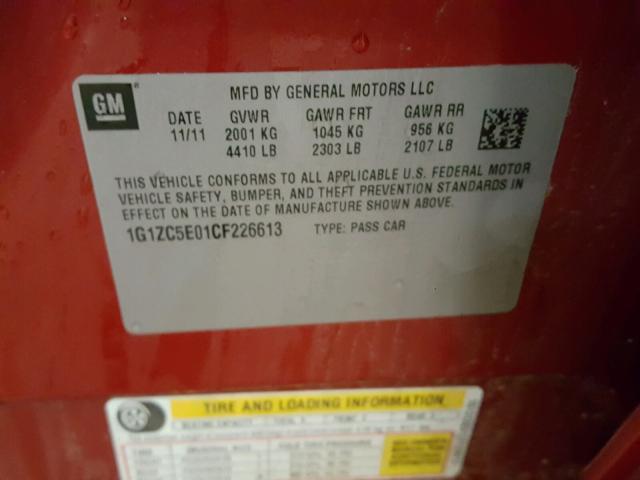 GM
MFD BY GENERAL MOTORS LLC
DATE GVWR GAWR FRT GAWR RR
11/11 2001 KG 1045 KG 956 KG
4410 LB 2303 LB 2107 LB
THIS VEHICLE CONFORMS TO ALL APPLICABLE U.S. FEDERAL MOTOR
VEHICLE SAFETY, BUMPER, AND THEFT PREVENTION STANDARDS IN
EFFECT ON THE DATE OF MANUFACTURE SHOWN ABOVE.
1G1ZC5E01CF226613 TYPE: PASS CAR
TIRE AND LOADING INFORMATION
SEATING CAPACITY